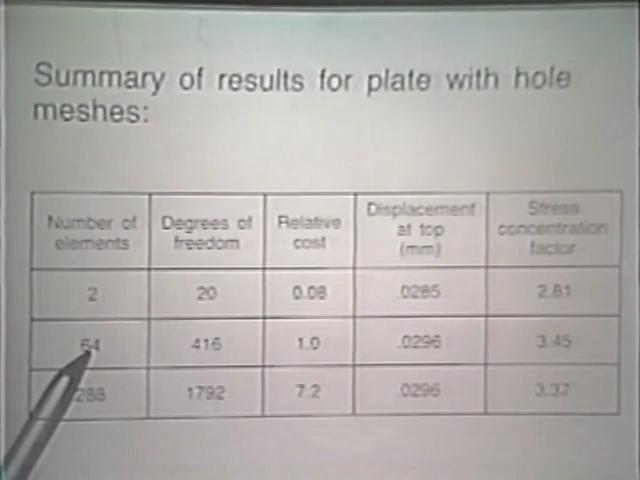 Summary of results for plate with hole
meshes:
Number of elements Degrees of freedom Relative cost Displacement at top (mm) Stress concentration factor
2 20 0.08 .0285 2.81
64 416 1.0 .0296 3.45
288 1792 7.2 .0296 3.37